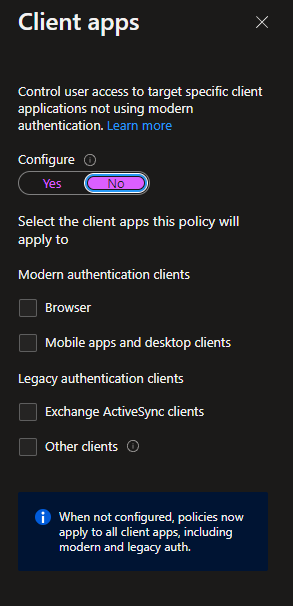 Client apps
Control user access to target specific client
applications not using modern
authentication. Learn more
Configure
Yes No
Select the client apps this policy will
apply to
Modern authentication clients
Browser
Mobile apps and desktop clients
Legacy authentication clients
Exchange ActiveSync clients
Other clients
When not configured, policies now
apply to all client apps, including
modern and legacy auth.